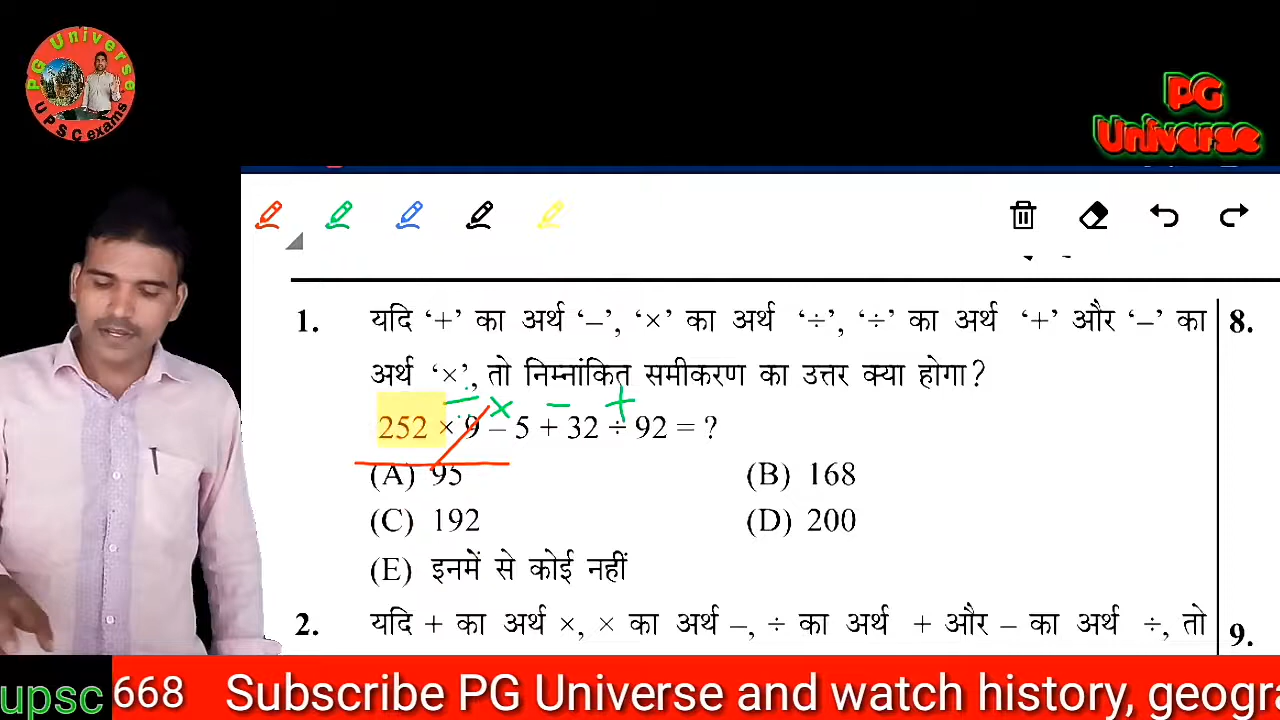 PG Universe
UPSC exams
PG
Universe
1. यदि ‘+’ का अर्थ ‘–’, ‘×’ का अर्थ ‘÷’, ‘÷’ का अर्थ ‘+’ और ‘–’ का
अर्थ ‘×’, तो निम्नांकित समीकरण का उत्तर क्या होगा?
÷ × – +
252 × 9 – 5 + 32 ÷ 92 = ?
(A) 95 (B) 168
(C) 192 (D) 200
(E) इनमें से कोई नहीं
2. यदि + का अर्थ ×, × का अर्थ –, ÷ का अर्थ + और – का अर्थ ÷, तो
8.
9.
upsc 668 Subscribe PG Universe and watch history,